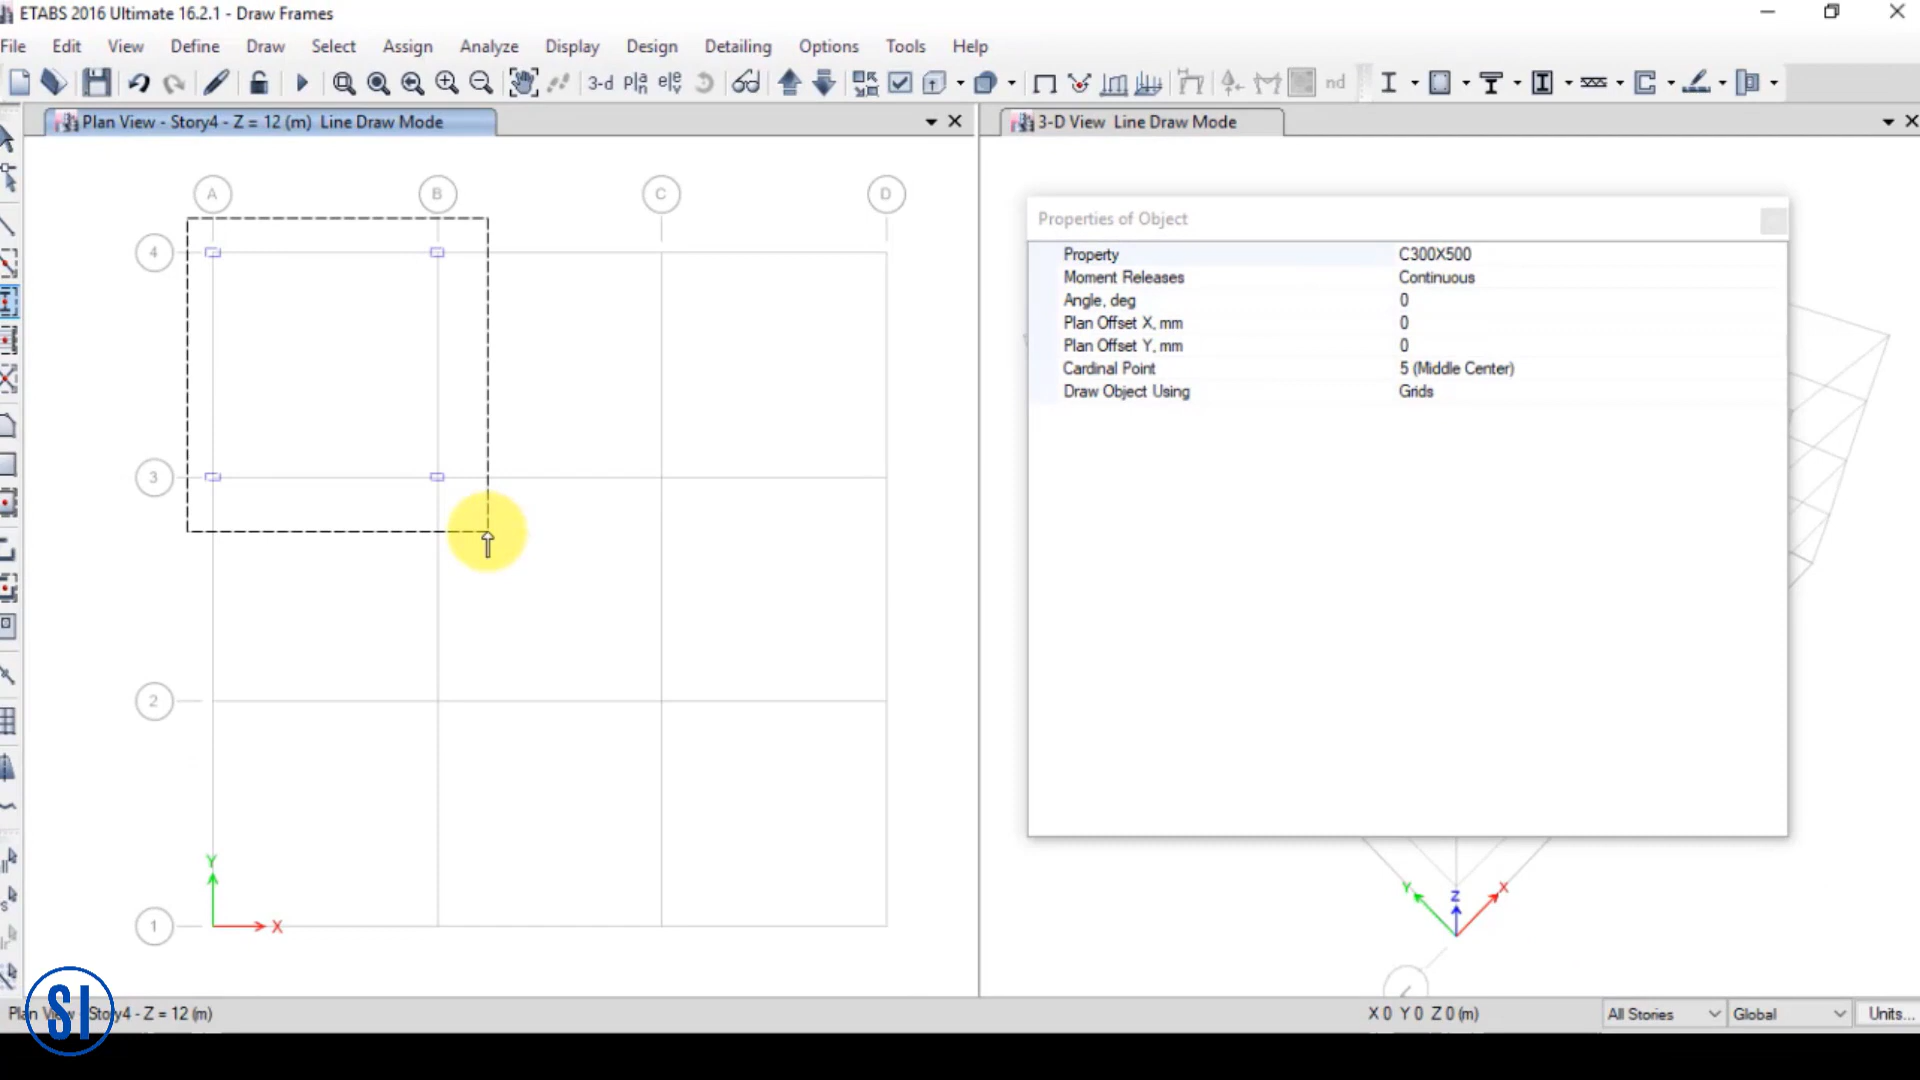 ETABS 2016 Ultimate 16.2.1 - Draw Frames
File Edit View Define Draw Select Assign Analyze Display Design Detailing Options Tools Help
3-d nd
Plan View - Story4 - Z = 12 (m) Line Draw Mode
3-D View Line Draw Mode
A B C D
4
3
2
1
Y
X
Properties of Object
Property C300X500
Moment Releases Continuous
Angle, deg 0
Plan Offset X, mm 0
Plan Offset Y, mm 0
Cardinal Point 5 (Middle Center)
Draw Object Using Grids
Y Z X
SI
Plan View - Story4 - Z = 12 (m)
X 0 Y 0 Z 0 (m)
All Stories
Global
Units...